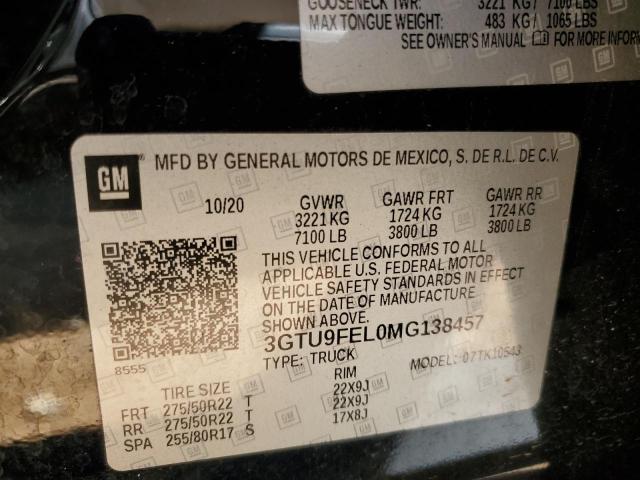 GOOSENECK TWR: 3221 KG/ 7100 LBS
MAX TONGUE WEIGHT: 483 KG/ 1065 LBS
SEE OWNER'S MANUAL FOR MORE
GM ® MFD BY GENERAL MOTORS DE MEXICO, S. DE R.L. DE C.V.
10/20 GVWR GAWR FRT GAWR RR
3221 KG 1724 KG 1724 KG
7100 LB 3800 LB 3800 LB
THIS VEHICLE CONFORMS TO ALL
APPLICABLE U.S. FEDERAL MOTOR
VEHICLE SAFETY STANDARDS IN EFFECT
ON THE DATE OF MANUFACTURE
SHOWN ABOVE.
3GTU9FEL0MG138457
8555 TYPE: TRUCK MODEL: 07TK10543
TIRE SIZE RIM
FRT 275/50R22 T 22X9J
RR 275/50R22 T 22X9J
SPA 255/80R17 S 17X8J